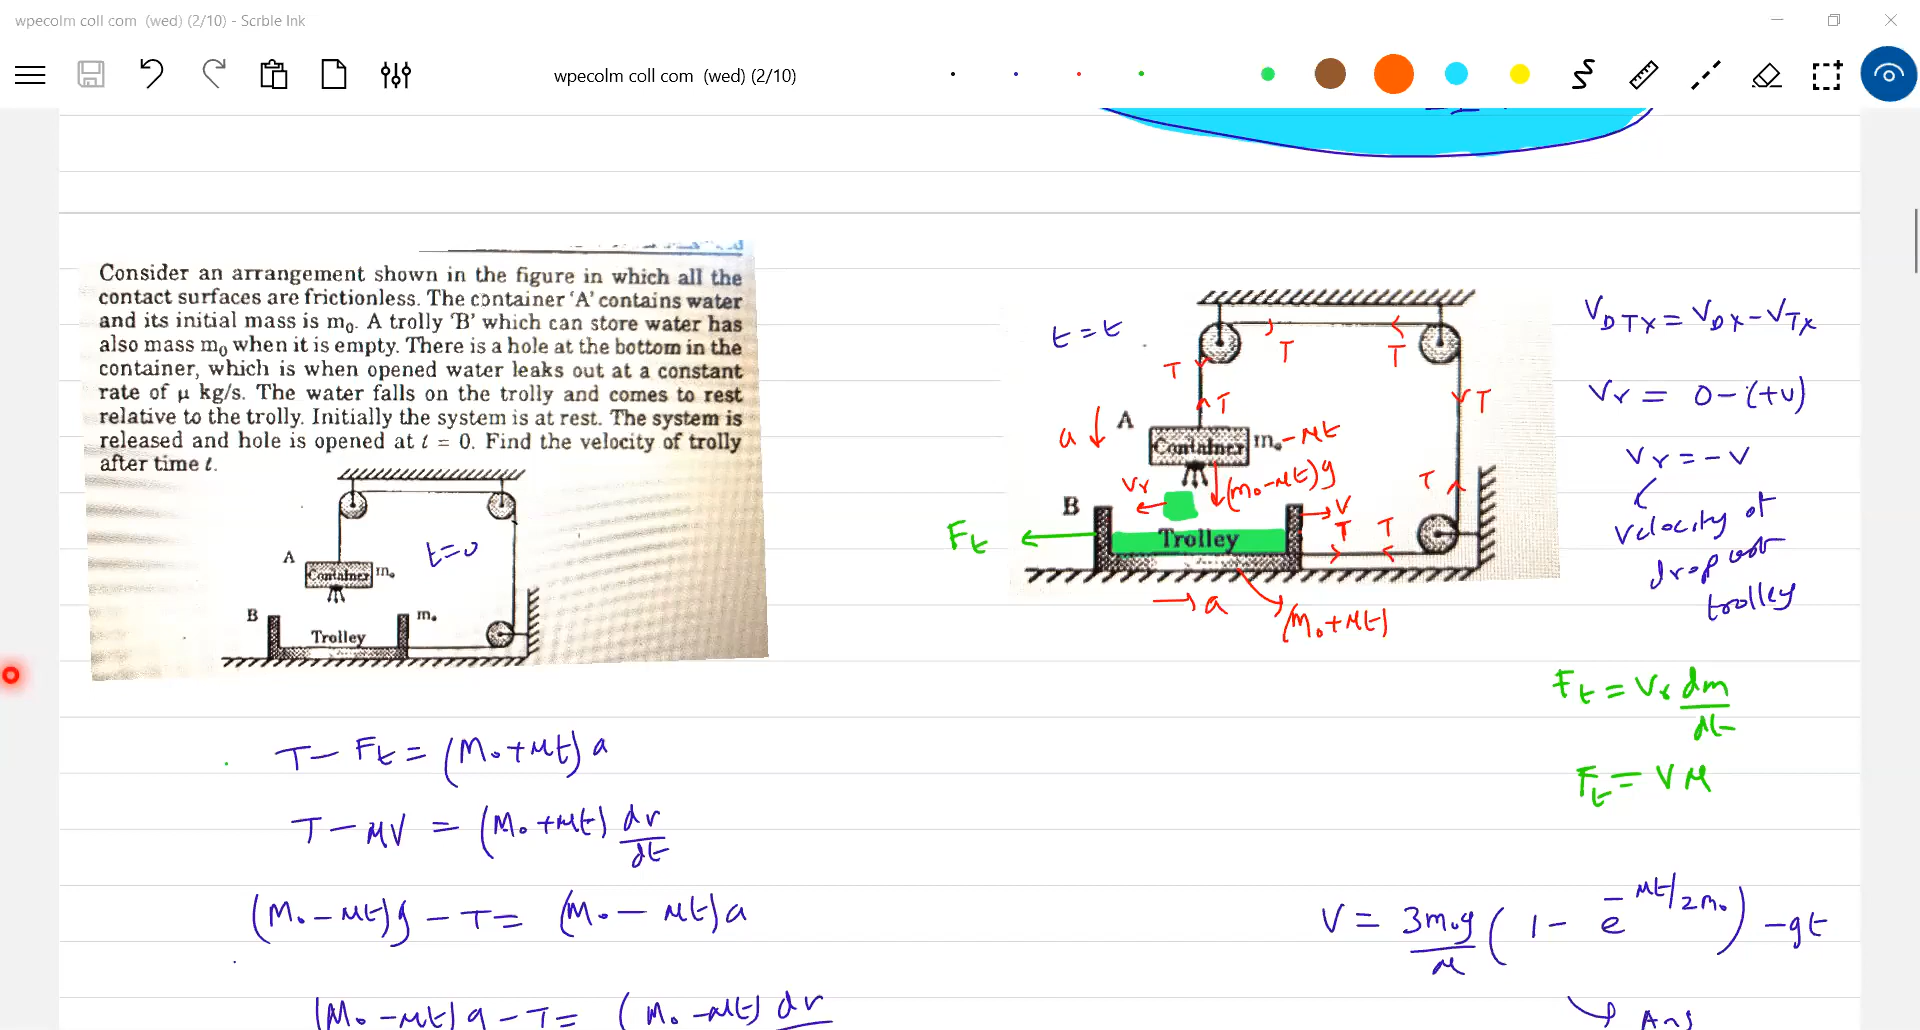 wpecolm coll com (wed) (2/10) - Scrble Ink
wpecolm coll com (wed) (2/10)
Consider an arrangement shown in the figure in which all the
contact surfaces are frictionless. The container 'A' contains water
and its initial mass is m₀. A trolly 'B' which can store water has
also mass m₀ when it is empty. There is a hole at the bottom in the
container, which is when opened water leaks out at a constant
rate of μ kg/s. The water falls on the trolly and comes to rest
relative to the trolly. Initially the system is at rest. The system is
released and hole is opened at t = 0. Find the velocity of trolly
after time t.
A
Container m₀
t=0
B
Trolley
m₀
t=t
T T
T
T T
a
A
Container m₀-μt
(m₀-μt)g
Vr
T
B
V
Ft
Trolley
T T
a
(m₀+μt)
VDTX = VDX - VTX
Vr = 0-(+v)
Vr = -V
velocity of
drop wor
trolley
Ft = Vr dm/dt
Ft = Vμ
T - Ft = (m₀+μt) a
T - μV = (m₀+μt) dv/dt
(m₀-μt)g - T = (m₀-μt)a
(m₀-μt)g - T = (m₀-μt) dv
V = 3m₀g/μ (1 - e^-μt/2m₀) - gt
Ans